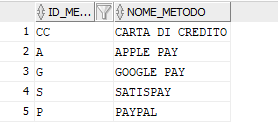 ID_ME... NOME_METODO
1 CC CARTA DI CREDITO
2 A APPLE PAY
3 G GOOGLE PAY
4 S SATISPAY
5 P PAYPAL